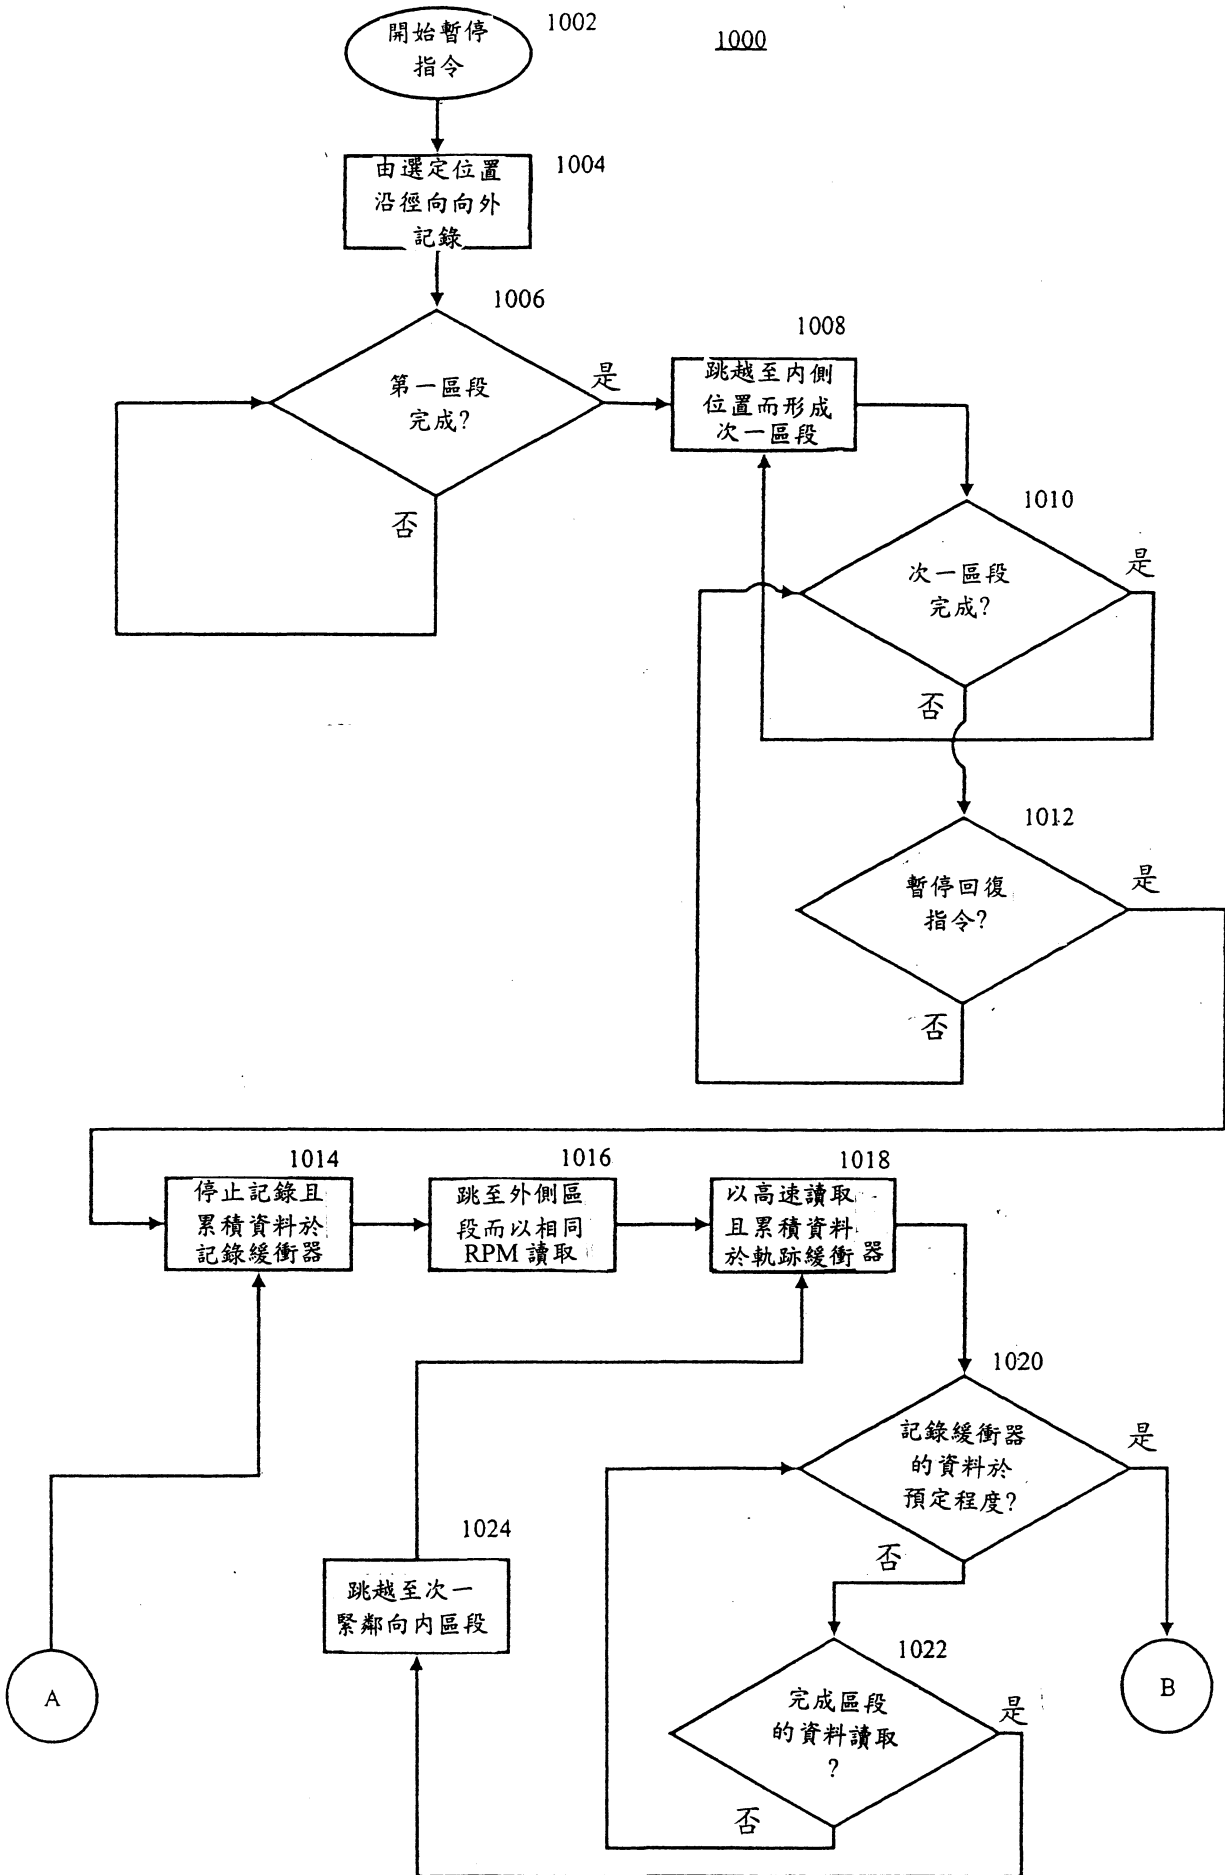 1000
1002
開始暫停
指令
1004
由選定位置
沿徑向向外
記錄
1006
第一區段
完成?
是
否
1008
跳越至內側
位置而形成
次一區段
1010
次一區段
完成?
是
否
1012
暫停回復
指令?
是
否
1014
停止記錄且
累積資料於
記錄緩衝器
1016
跳至外側區
段而以相同
RPM 讀取
1018
以高速讀取
且累積資料
於軌跡緩衝器
1020
記錄緩衝器
的資料於
預定程度?
是
否
1024
跳越至次一
緊鄰向內區段
1022
完成區段
的資料讀取
?
是
否
A
B